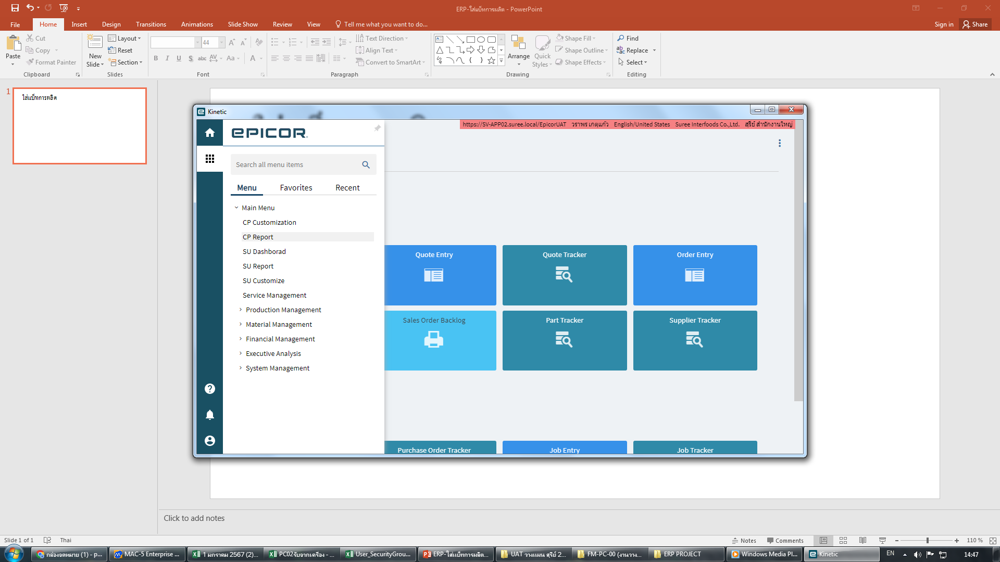 ERP-ใส่แบ็ทการผลิต - PowerPoint
File Home Insert Design Transitions Animations Slide Show Review View Tell me what you want to do... Sign in Share
Paste Cut Copy Format Painter Clipboard
New Slide Layout Reset Section Slides
44
B I U S abc AV Aa A Font
Text Direction Align Text Convert to SmartArt Paragraph
Arrange Quick Styles Shape Fill Shape Outline Shape Effects Drawing
Find Replace Select Editing
1
ใส่แบ็ทการผลิต
Kinetic
https://SV-APP02.suree.local/EpicorUAT วราพร เกตุแก้ว English/United States Suree Interfoods Co.,Ltd. สุรีย์ สำนักงานใหญ่
EPICOR
Search all menu items
Menu Favorites Recent
Main Menu
CP Customization
CP Report
SU Dashborad
SU Report
SU Customize
Service Management
Production Management
Material Management
Financial Management
Executive Analysis
System Management
Quote Entry Quote Tracker Order Entry
Sales Order Backlog Part Tracker Supplier Tracker
Purchase Order Tracker Job Entry Job Tracker
Click to add notes
Slide 1 of 1 Thai Notes Comments 110 %
กล่องจดหมาย (1) - p... MAC-5 Enterprise ... 1 มกราคม 2567 (2)... PC02รับจากเครื่อง - ... User_SecurityGrou... ERP-ใส่แบ็ทการผลิต... UAT วางแผน สุรีย์ 2... FM-PC-00 (งานวาง... ERP PROJECT Windows Media Pl... Kinetic EN 14:47